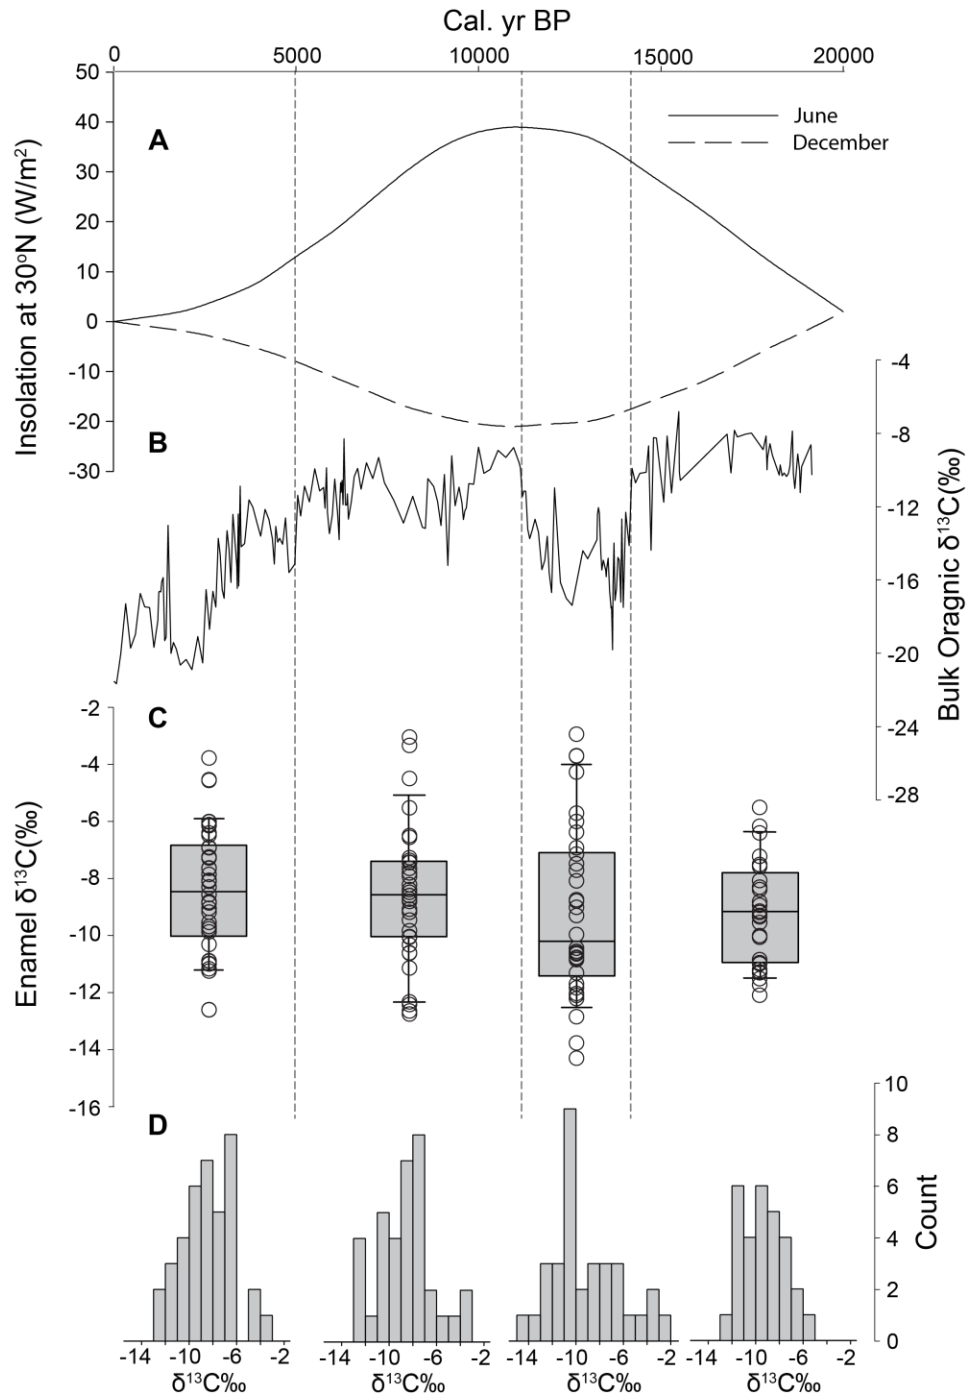 Cal. yr BP
0 5000 10000 15000 20000
50
40
30
20
10
0
-10
-20
-30
Insolation at 30°N (W/m²)
A
June
December
B
-4
-8
-12
-16
-20
-24
-28
Bulk Oragnic δ¹³C(‰)
C
-2
-4
-6
-8
-10
-12
-14
-16
Enamel δ¹³C(‰)
D
10
8
6
4
2
0
Count
-14 -10 -6 -2 -14 -10 -6 -2 -14 -10 -6 -2 -14 -10 -6 -2
δ¹³C‰ δ¹³C‰ δ¹³C‰ δ¹³C‰